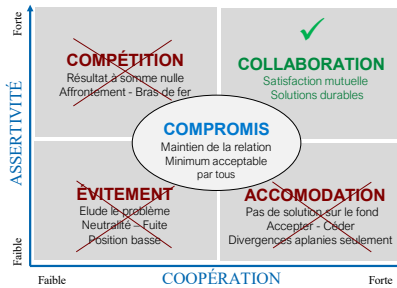 Forte
ASSERTIVITÉ
Faible
COMPÉTITION
Résultat à somme nulle
Affrontement - Bras de fer
✓
COLLABORATION
Satisfaction mutuelle
Solutions durables
COMPROMIS
Maintien de la relation
Minimum acceptable
par tous
ÉVITEMENT
Elude le problème
Neutralité – Fuite
Position basse
ACCOMODATION
Pas de solution sur le fond
Accepter - Céder
Divergences aplanies seulement
Faible
COOPÉRATION
Forte